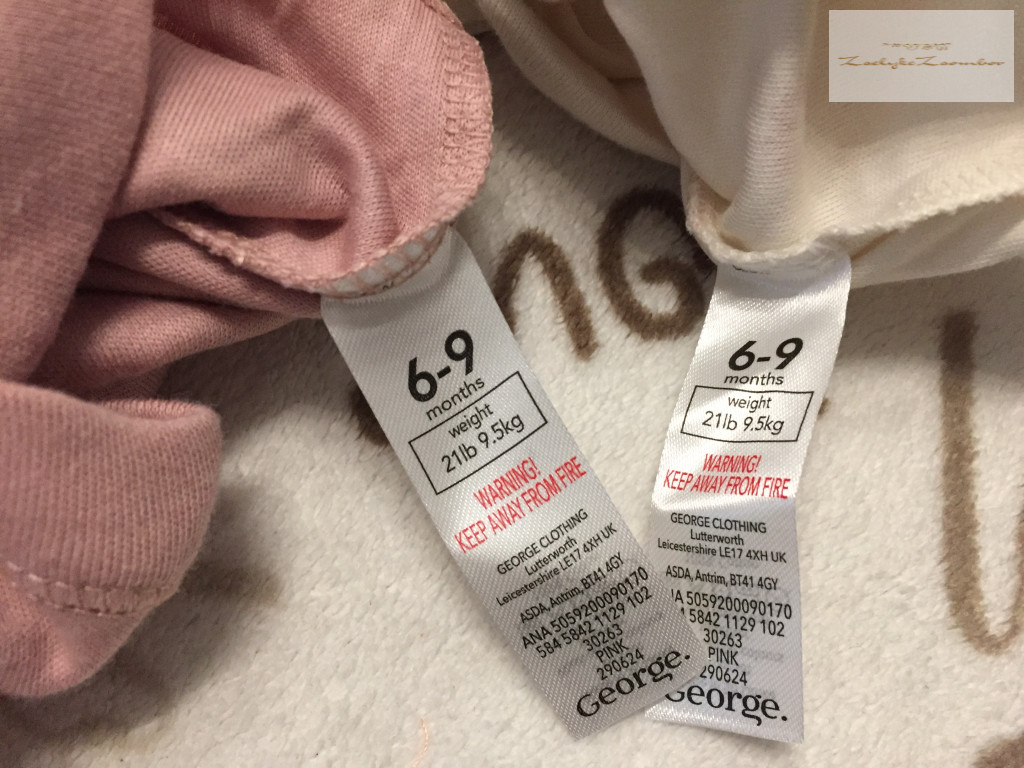 6-9
months
weight
21lb 9.5kg
WARNING!
KEEP AWAY FROM FIRE
GEORGE CLOTHING
Lutterworth
Leicestershire LE17 4XH UK
ASDA, Antrim, BT41 4GY
ANA 5059200090170
584 5842 1129 102
30263
PINK
290624
George.
6-9
months
weight
21lb 9.5kg
WARNING!
KEEP AWAY FROM FIRE
GEORGE CLOTHING
Lutterworth
Leicestershire LE17 4XH UK
ASDA, Antrim, BT41 4GY
5059200090170
5842 1129 102
30263
PINK
290624
George.